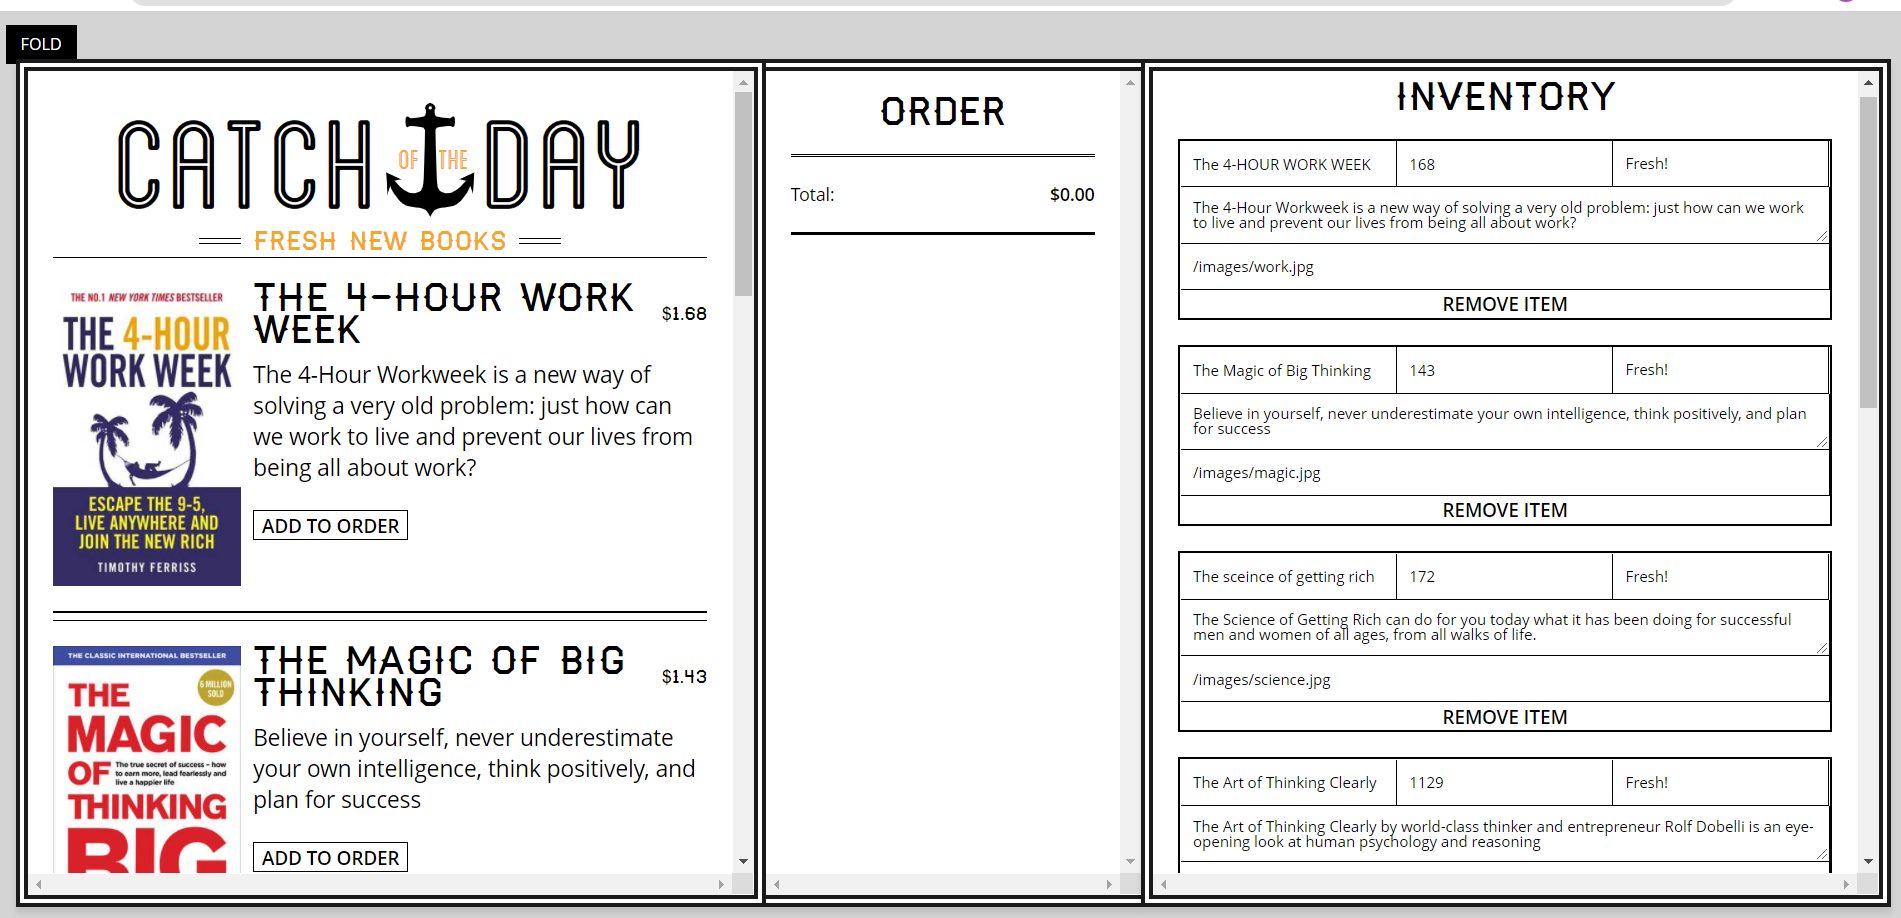 FOLD
CATCH OF THE DAY
FRESH NEW BOOKS
THE NO.1 NEW YORK TIMES BESTSELLER
THE 4-HOUR
WORK WEEK
ESCAPE THE 9-5,
LIVE ANYWHERE AND
JOIN THE NEW RICH
TIMOTHY FERRISS
THE 4-HOUR WORK
WEEK
$1.68
The 4-Hour Workweek is a new way of
solving a very old problem: just how can
we work to live and prevent our lives from
being all about work?
ADD TO ORDER
THE CLASSIC INTERNATIONAL BESTSELLER
6 MILLION
SOLD
THE
MAGIC
OF
The true secret of success - how
to earn more, lead fearlessly and
live a happier life
THINKING
BIG
THE MAGIC OF BIG
THINKING
$1.43
Believe in yourself, never underestimate
your own intelligence, think positively, and
plan for success
ADD TO ORDER
ORDER
Total: $0.00
INVENTORY
The 4-HOUR WORK WEEK 168 Fresh!
The 4-Hour Workweek is a new way of solving a very old problem: just how can we work
to live and prevent our lives from being all about work?
/images/work.jpg
REMOVE ITEM
The Magic of Big Thinking 143 Fresh!
Believe in yourself, never underestimate your own intelligence, think positively, and plan
for success
/images/magic.jpg
REMOVE ITEM
The sceince of getting rich 172 Fresh!
The Science of Getting Rich can do for you today what it has been doing for successful
men and women of all ages, from all walks of life.
/images/science.jpg
REMOVE ITEM
The Art of Thinking Clearly 1129 Fresh!
The Art of Thinking Clearly by world-class thinker and entrepreneur Rolf Dobelli is an eye-
opening look at human psychology and reasoning